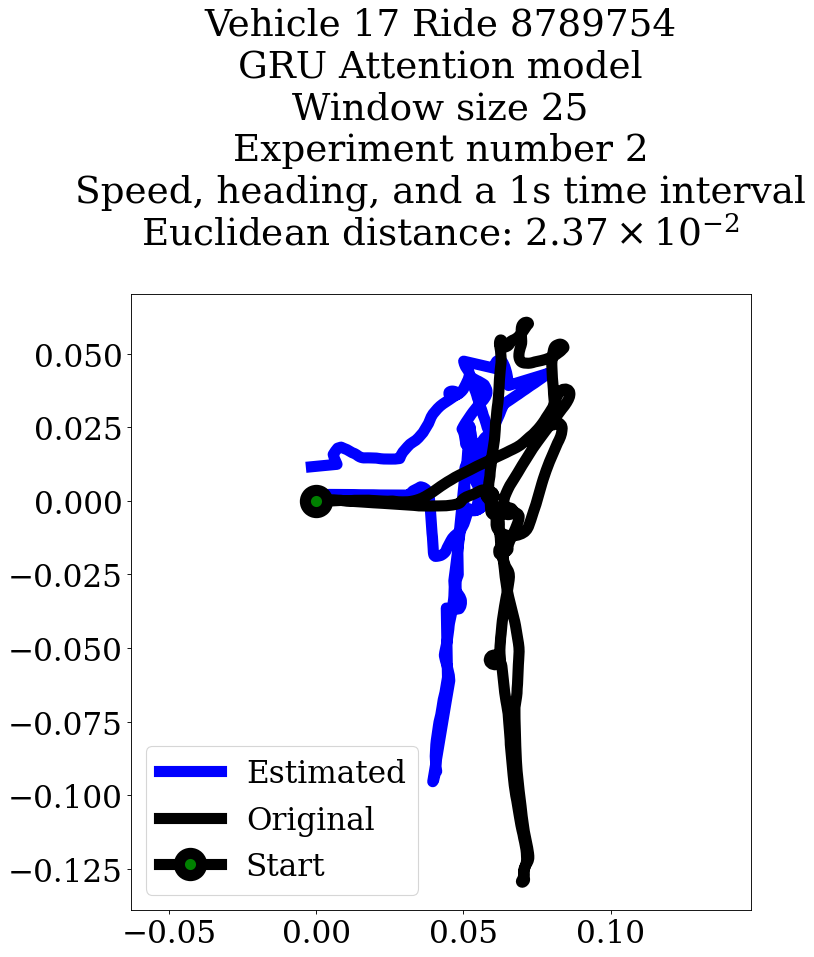 Vehicle 17 Ride 8789754
GRU Attention model
Window size 25
Experiment number 2
Speed, heading, and a 1s time interval
Euclidean distance: 2.37 × 10⁻²
0.050
0.025
0.000
−0.025
−0.050
−0.075
−0.100
−0.125
Estimated
Original
Start
−0.05
0.00
0.05
0.10